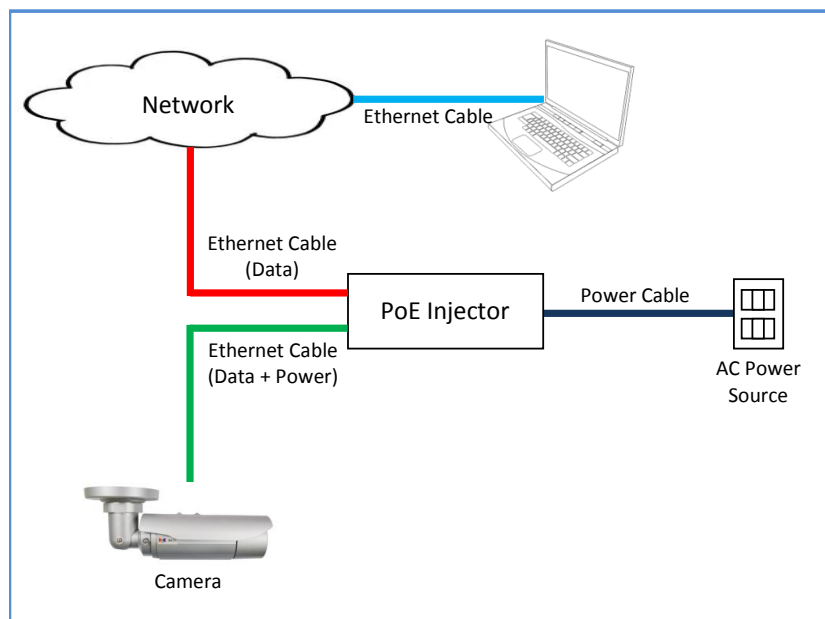 Network
Ethernet Cable
Ethernet Cable
(Data)
PoE Injector
Power Cable
Ethernet Cable
(Data + Power)
AC Power
Source
Camera